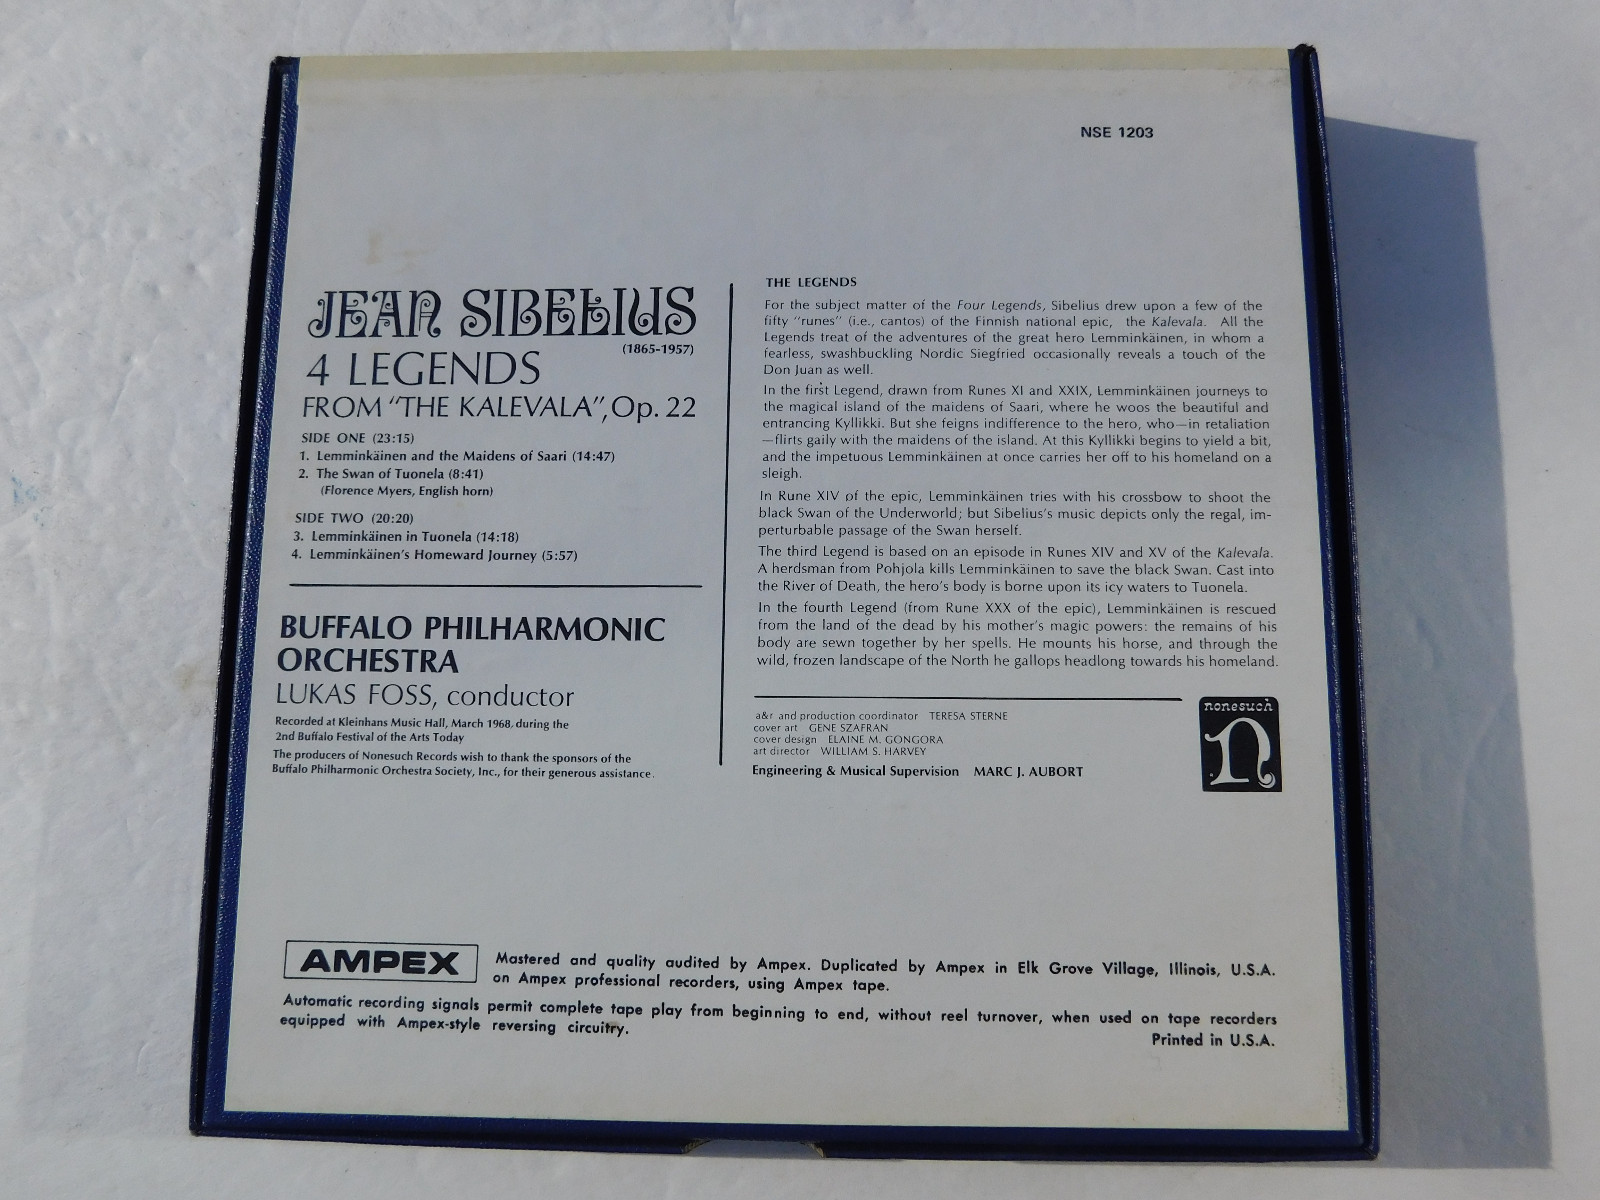 NSE 1203
JEAN SIBELIUS
(1865-1957)
4 LEGENDS
FROM "THE KALEVALA", Op. 22
SIDE ONE (23:15)
1. Lemminkäinen and the Maidens of Saari (14:47)
2. The Swan of Tuonela (8:41)
(Florence Myers, English horn)
SIDE TWO (20:20)
3. Lemminkäinen in Tuonela (14:18)
4. Lemminkäinen's Homeward Journey (5:57)
BUFFALO PHILHARMONIC
ORCHESTRA
LUKAS FOSS, conductor
Recorded at Kleinhans Music Hall, March 1968, during the
2nd Buffalo Festival of the Arts Today
The producers of Nonesuch Records wish to thank the sponsors of the
Buffalo Philharmonic Orchestra Society, Inc., for their generous assistance.
THE LEGENDS
For the subject matter of the Four Legends, Sibelius drew upon a few of the
fifty "runes" (i.e., cantos) of the Finnish national epic, the Kalevala. All the
Legends treat of the adventures of the great hero Lemminkäinen, in whom a
fearless, swashbuckling Nordic Siegfried occasionally reveals a touch of the
Don Juan as well.
In the first Legend, drawn from Runes XI and XXIX, Lemminkäinen journeys to
the magical island of the maidens of Saari, where he woos the beautiful and
entrancing Kyllikki. But she feigns indifference to the hero, who—in retaliation
—flirts gaily with the maidens of the island. At this Kyllikki begins to yield a bit,
and the impetuous Lemminkäinen at once carries her off to his homeland on a
sleigh.
In Rune XIV of the epic, Lemminkäinen tries with his crossbow to shoot the
black Swan of the Underworld; but Sibelius's music depicts only the regal, im-
perturbable passage of the Swan herself.
The third Legend is based on an episode in Runes XIV and XV of the Kalevala.
A herdsman from Pohjola kills Lemminkäinen to save the black Swan. Cast into
the River of Death, the hero's body is borne upon its icy waters to Tuonela.
In the fourth Legend (from Rune XXX of the epic), Lemminkäinen is rescued
from the land of the dead by his mother's magic powers: the remains of his
body are sewn together by her spells. He mounts his horse, and through the
wild, frozen landscape of the North he gallops headlong towards his homeland.
a&r and production coordinator TERESA STERNE
cover art GENE SZAFRAN
cover design ELAINE M. GONGORA
art director WILLIAM S. HARVEY
Engineering & Musical Supervision MARC J. AUBORT
nonesuch
n
AMPEX
Mastered and quality audited by Ampex. Duplicated by Ampex in Elk Grove Village, Illinois, U.S.A.
on Ampex professional recorders, using Ampex tape.
Automatic recording signals permit complete tape play from beginning to end, without reel turnover, when used on tape recorders
equipped with Ampex-style reversing circuitry.
Printed in U.S.A.